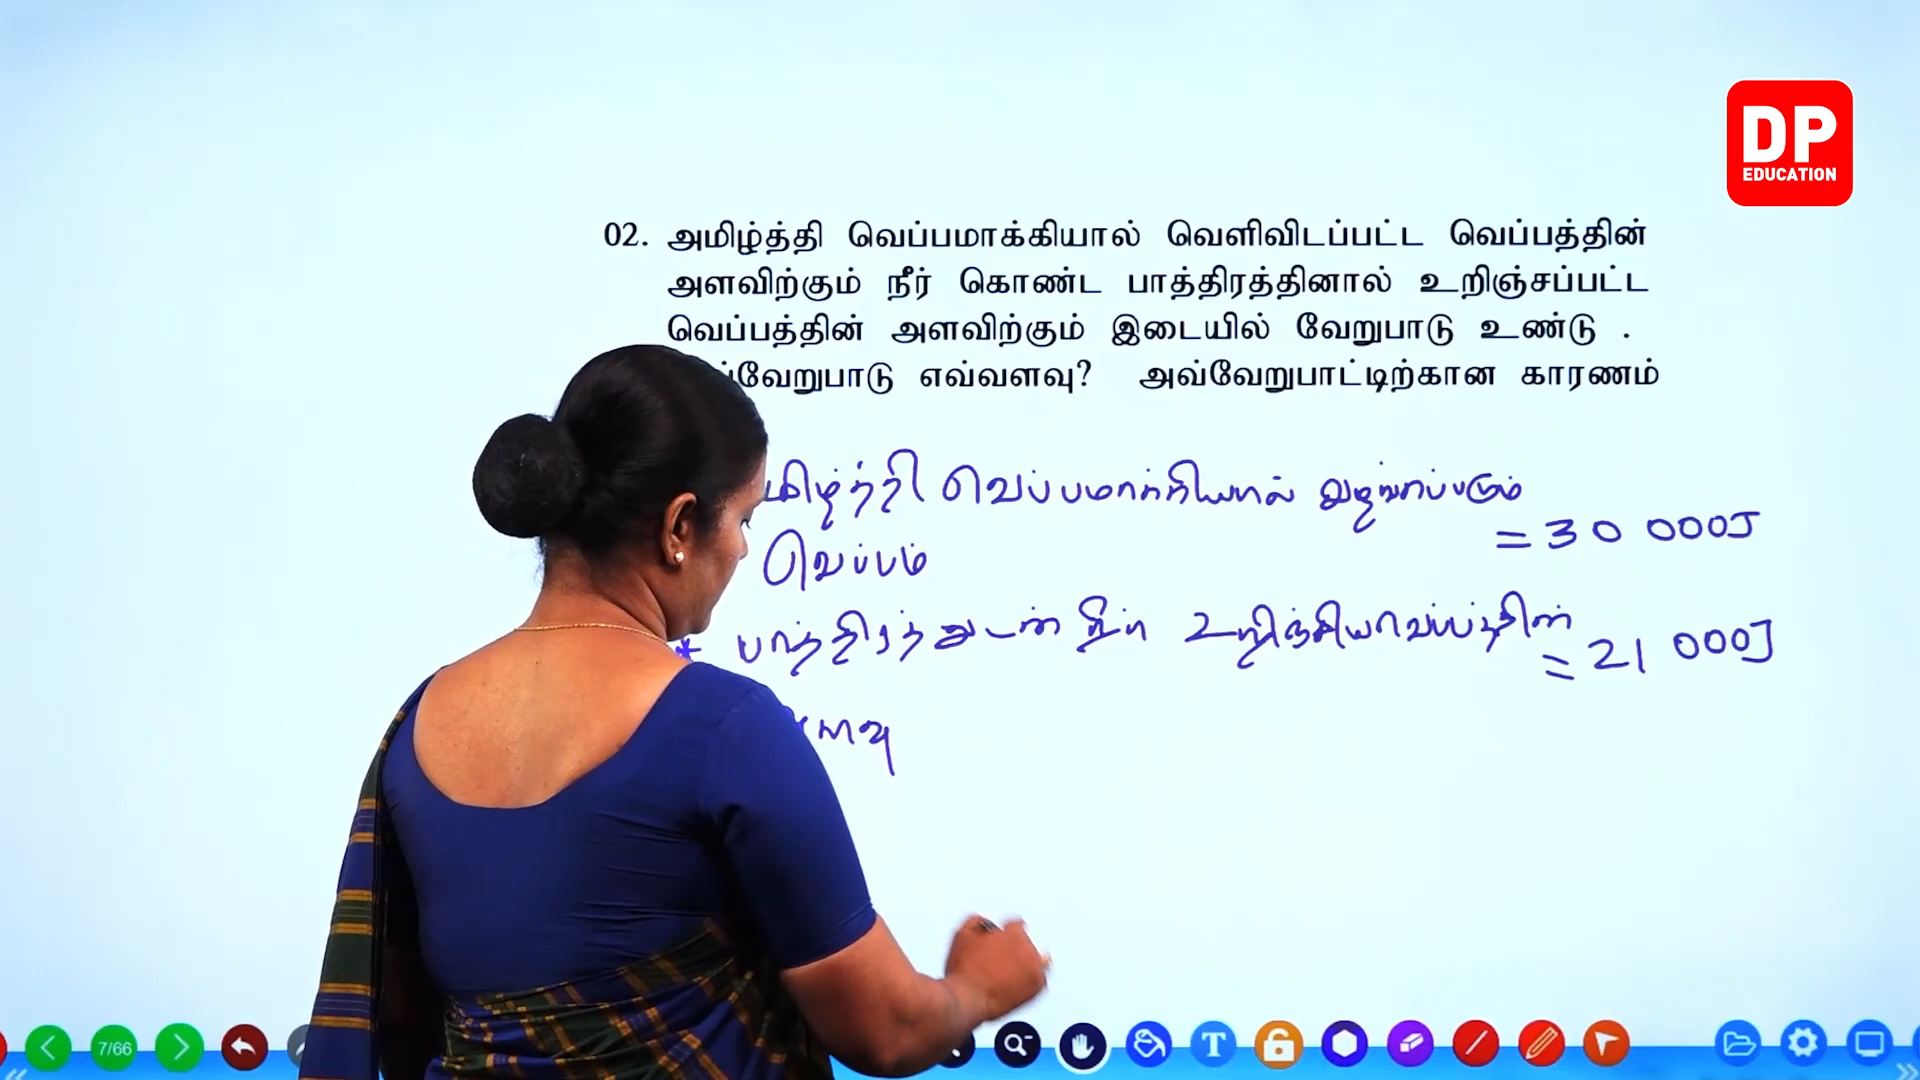 DP
EDUCATION
02. அமிழ்த்தி வெப்பமாக்கியால் வெளிவிடப்பட்ட வெப்பத்தின்
அளவிற்கும் நீர் கொண்ட பாத்திரத்தினால் உறிஞ்சப்பட்ட
வெப்பத்தின் அளவிற்கும் இடையில் வேறுபாடு உண்டு .
வ்வேறுபாடு எவ்வளவு? அவ்வேறுபாட்டிற்கான காரணம்
மிழ்த்தி வெப்பமாக்கியால் வழங்கப்படும்
= 30 000J
வெப்பம்
* பாத்திரத்துடன் நீர் உறிஞ்சிய வெப்பத்தின்
= 21 000J
ளவு
7/66
T